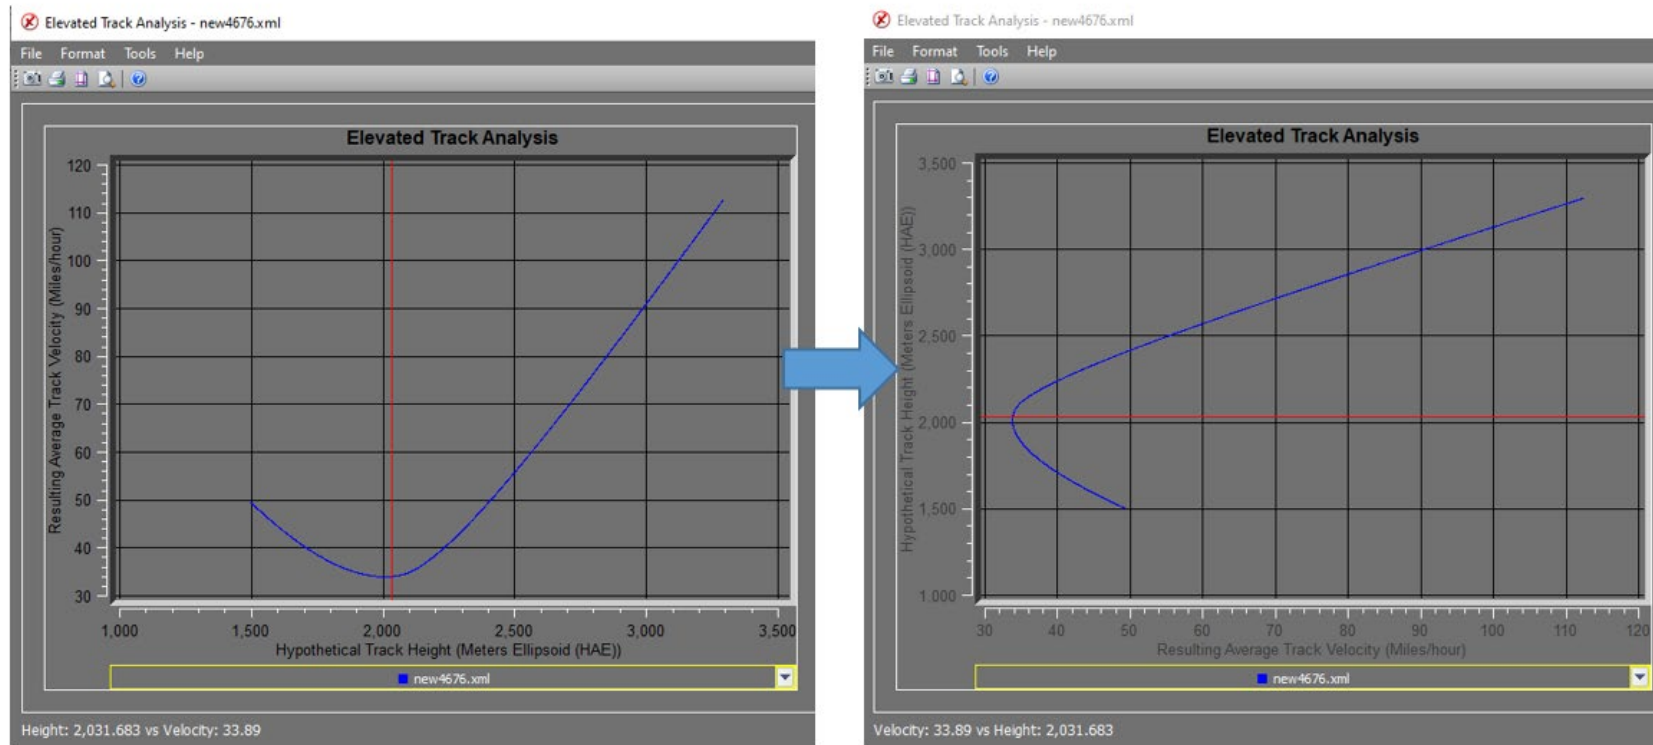 Elevated Track Analysis - new4676.xml
File Format Tools Help
Elevated Track Analysis
120
110
100
90
80
70
60
50
40
30
Resulting Average Track Velocity (Miles/hour)
1,000 1,500 2,000 2,500 3,000 3,500
Hypothetical Track Height (Meters Ellipsoid (HAE))
new4676.xml
Height: 2,031.683 vs Velocity: 33.89
Elevated Track Analysis - new4676.xml
File Format Tools Help
Elevated Track Analysis
3,500
3,000
2,500
2,000
1,500
1.000
Hypothetical Track Height (Meters Ellipsoid (HAE))
30 40 50 60 70 80 90 100 110 120
Resulting Average Track Velocity (Miles/hour)
new4676.xml
Velocity: 33.89 vs Height: 2,031.683